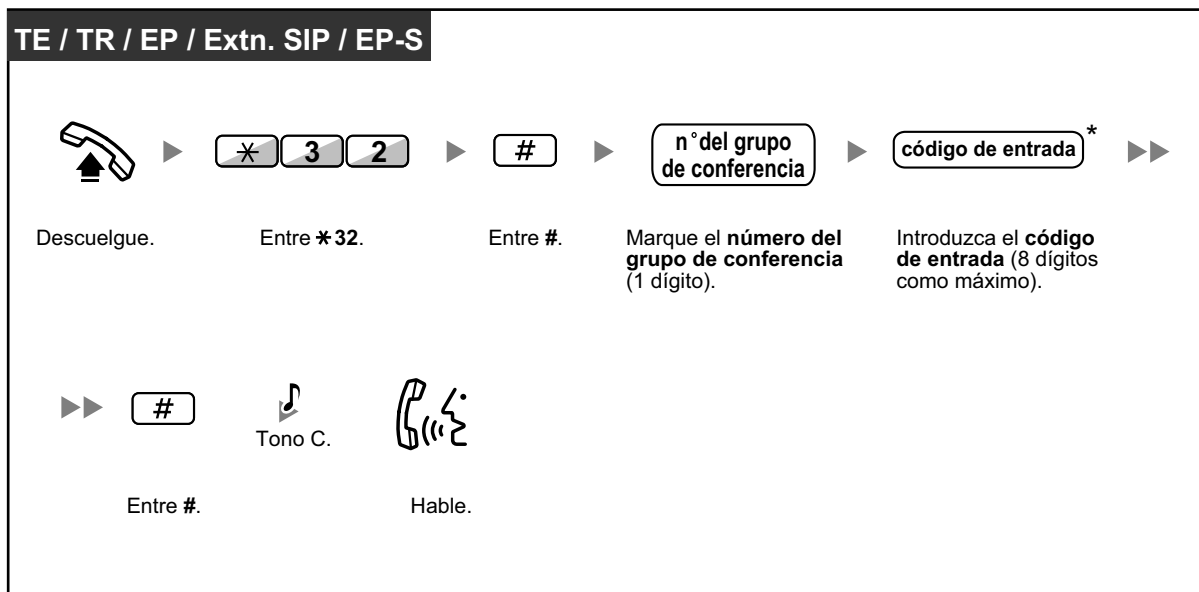 TE / TR / EP / Extn. SIP / EP-S
* 3 2 # n°del grupo de conferencia código de entrada *
Descuelgue. Entre *32. Entre #. Marque el número del Introduzca el código
grupo de conferencia de entrada (8 dígitos
(1 dígito). como máximo).
#
Tono C.
Entre #. Hable.